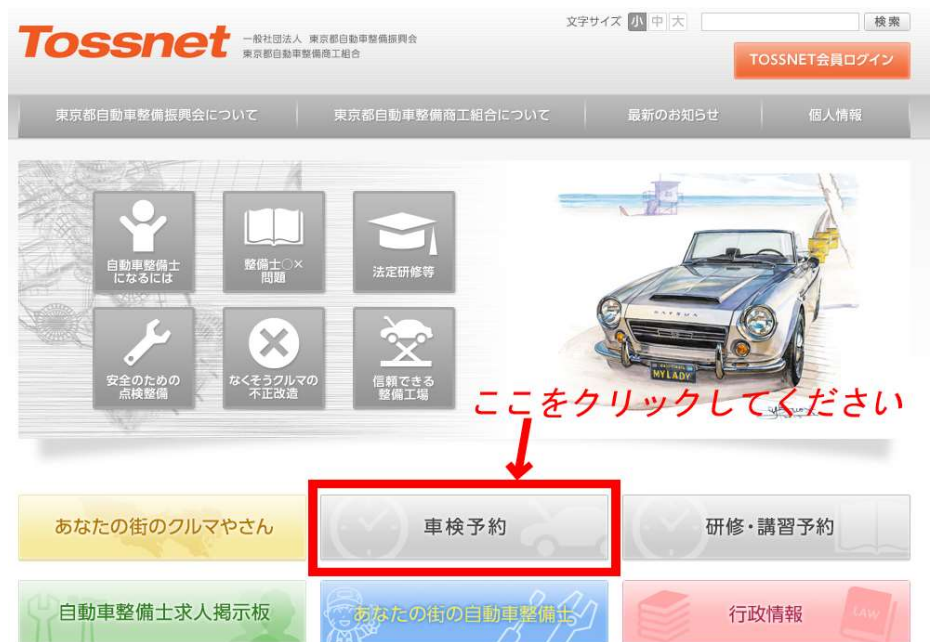 Tossnet
一般社団法人 東京都自動車整備振興会
東京都自動車整備商工組合
文字サイズ 小 中 大
検索
TOSSNET会員ログイン
東京都自動車整備振興会について
東京都自動車整備商工組合について
最新のお知らせ
個人情報
自動車整備士
になるには
整備士○×
問題
法定研修等
安全のための
点検整備
なくそうクルマの
不正改造
信頼できる
整備工場
DATSUN
MYLADY
ここをクリックしてください
あなたの街のクルマやさん
車検予約
研修・講習予約
自動車整備士求人掲示板
あなたの街の自動車整備士
行政情報
LAW